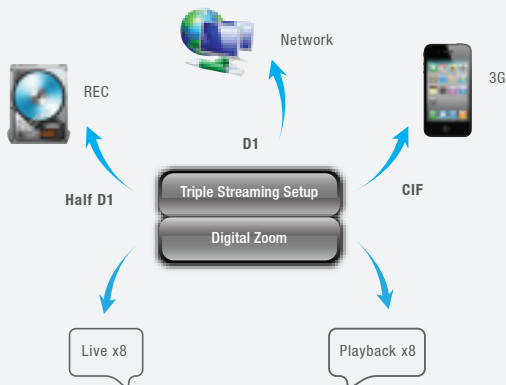 Network
REC
3G
D1
Half D1
CIF
Triple Streaming Setup
Digital Zoom
Live x8
Playback x8